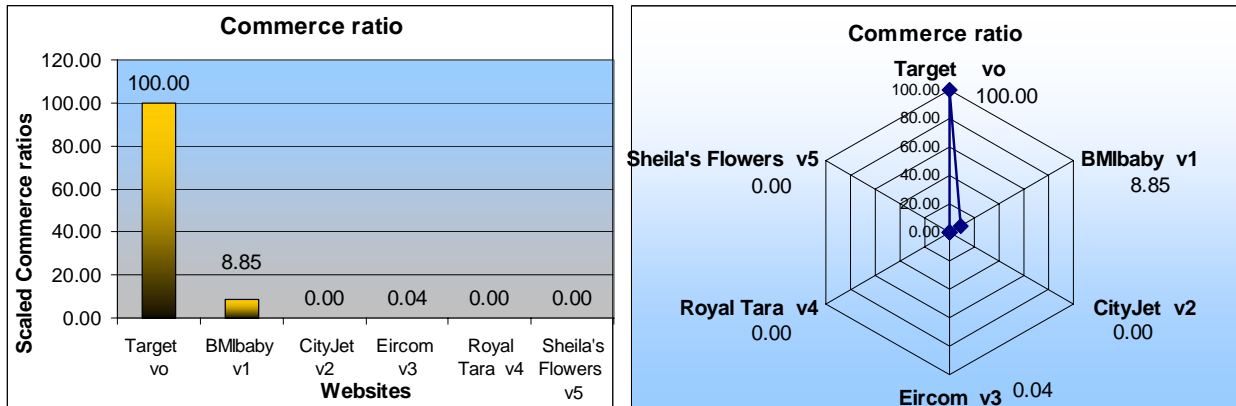 Commerce ratio
120.00
100.00
80.00
60.00
40.00
20.00
0.00
Scaled Commerce ratios
100.00
8.85
0.00
0.04
0.00
0.00
Target vo
BMIbaby v1
CityJet v2
Eircom v3
Royal Tara v4
Sheila's Flowers v5
Websites
Commerce ratio
Target vo
100.00
100.00
80.00
60.00
40.00
20.00
0.00
BMIbaby v1
8.85
CityJet v2
0.00
Eircom v3 0.04
Royal Tara v4
0.00
Sheila's Flowers v5
0.00